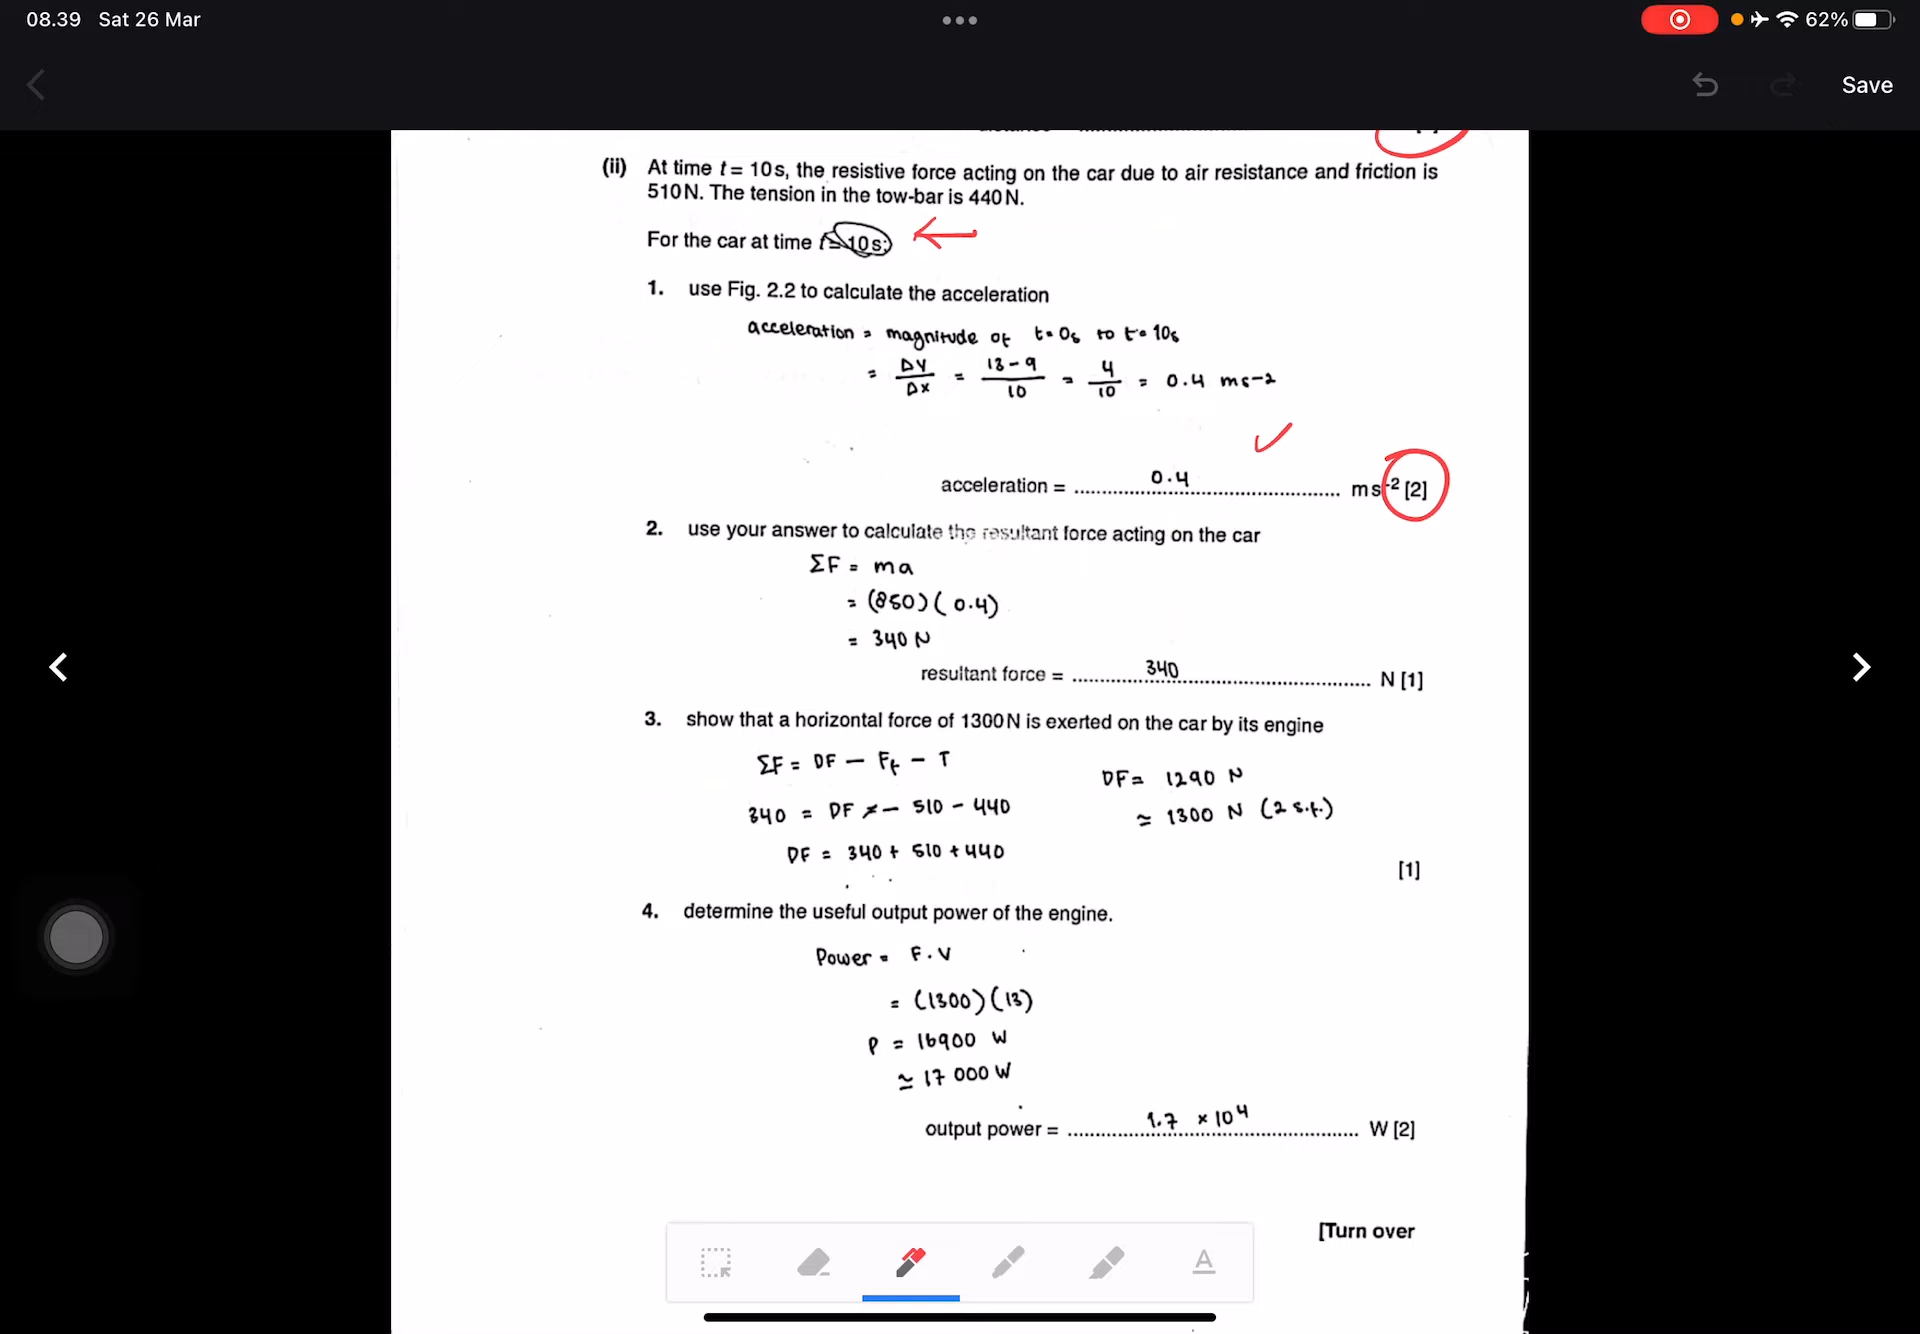 08.39 Sat 26 Mar
62%
Save
(ii) At time t = 10s, the resistive force acting on the car due to air resistance and friction is
510N. The tension in the tow-bar is 440N.
For the car at time t = 10s:
1. use Fig. 2.2 to calculate the acceleration
acceleration = magnitude of t=0s to t=10s
= ΔY/Δx = 13-9/10 = 4/10 = 0.4 ms-2
acceleration = 0.4 ms-2 [2]
2. use your answer to calculate the resultant force acting on the car
ΣF = ma
= (850)(0.4)
= 340 N
resultant force = 340 N [1]
3. show that a horizontal force of 1300N is exerted on the car by its engine
ΣF = DF - Ff - T
340 = DF - 510 - 440
DF = 340 + 510 + 440
DF = 1290 N
≃ 1300 N (2 s.f.)
[1]
4. determine the useful output power of the engine.
Power = F.V
= (1300)(13)
P = 16900 W
≃ 17 000 W
output power = 1.7 × 10⁴ W [2]
[Turn over
A